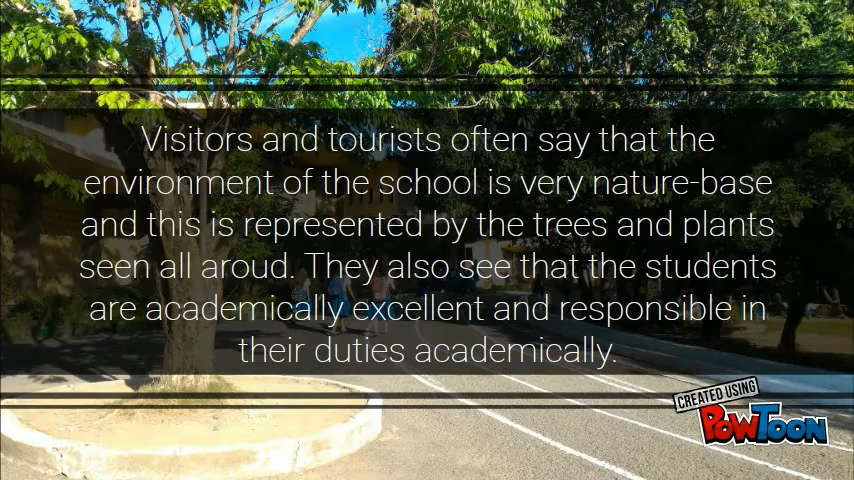 Visitors and tourists often say that the
environment of the school is very nature-base
and this is represented by the trees and plants
seen all aroud. They also see that the students
are academically excellent and responsible in
their duties academically.
CREATED USING
POWTOON